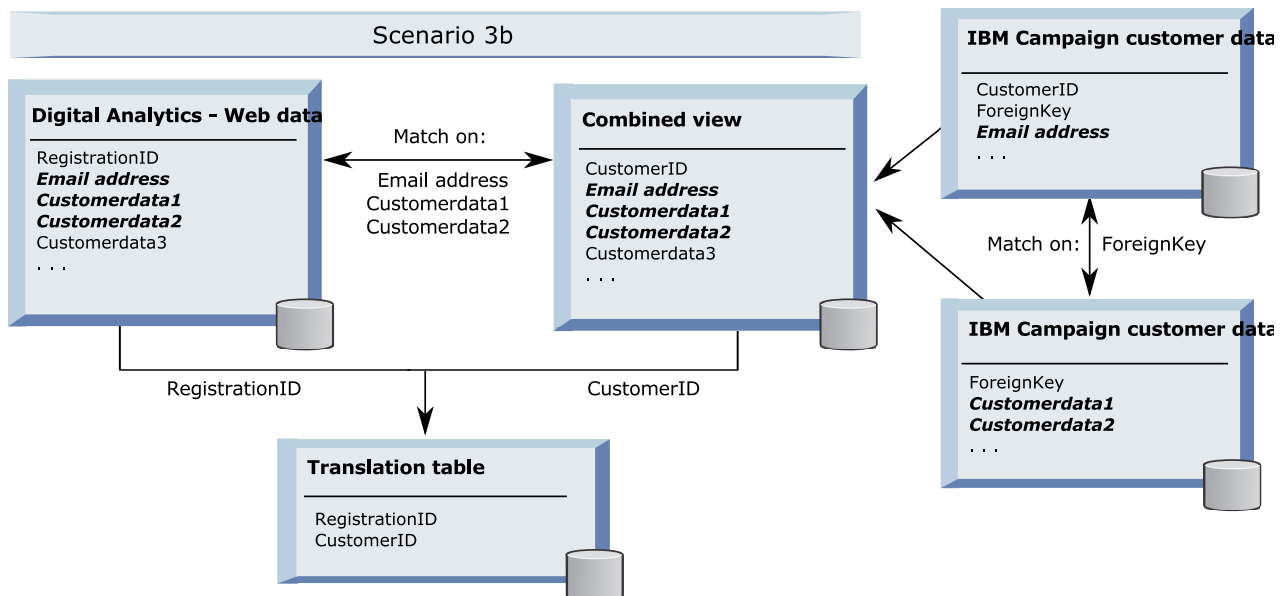 Scenario 3b
Digital Analytics - Web data
RegistrationID
Email address
Customerdata1
Customerdata2
Customerdata3
. . .
Match on:
Email address
Customerdata1
Customerdata2
Combined view
CustomerID
Email address
Customerdata1
Customerdata2
Customerdata3
. . .
IBM Campaign customer data
CustomerID
ForeignKey
Email address
. . .
Match on: ForeignKey
IBM Campaign customer data
ForeignKey
Customerdata1
Customerdata2
. . .
RegistrationID
CustomerID
Translation table
RegistrationID
CustomerID